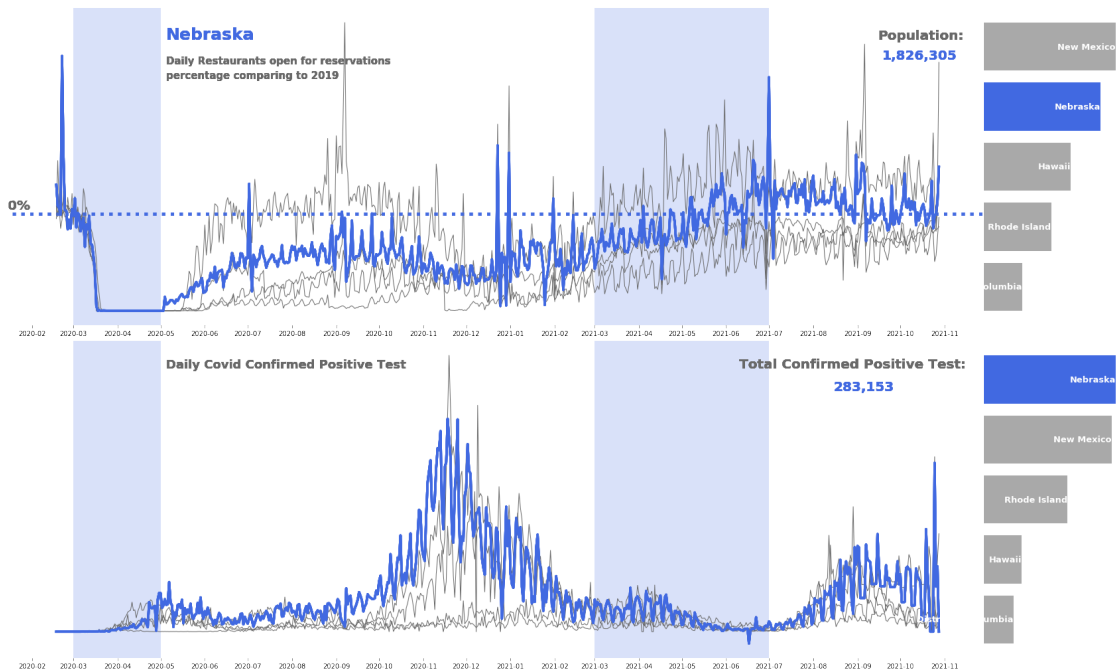 Nebraska
Daily Restaurants open for reservations
percentage comparing to 2019
Population:
1,826,305
0%
New Mexico
Nebraska
Hawaii
Rhode Island
olumbia
2020-02 2020-03 2020-04 2020-05 2020-06 2020-07 2020-08 2020-09 2020-10 2020-11 2020-12 2021-01 2021-02 2021-03 2021-04 2021-05 2021-06 2021-07 2021-08 2021-09 2021-10 2021-11
Daily Covid Confirmed Positive Test
Total Confirmed Positive Test:
283,153
Nebraska
New Mexico
Rhode Island
Hawaii
umbia
2020-02 2020-03 2020-04 2020-05 2020-06 2020-07 2020-08 2020-09 2020-10 2020-11 2020-12 2021-01 2021-02 2021-03 2021-04 2021-05 2021-06 2021-07 2021-08 2021-09 2021-10 2021-11